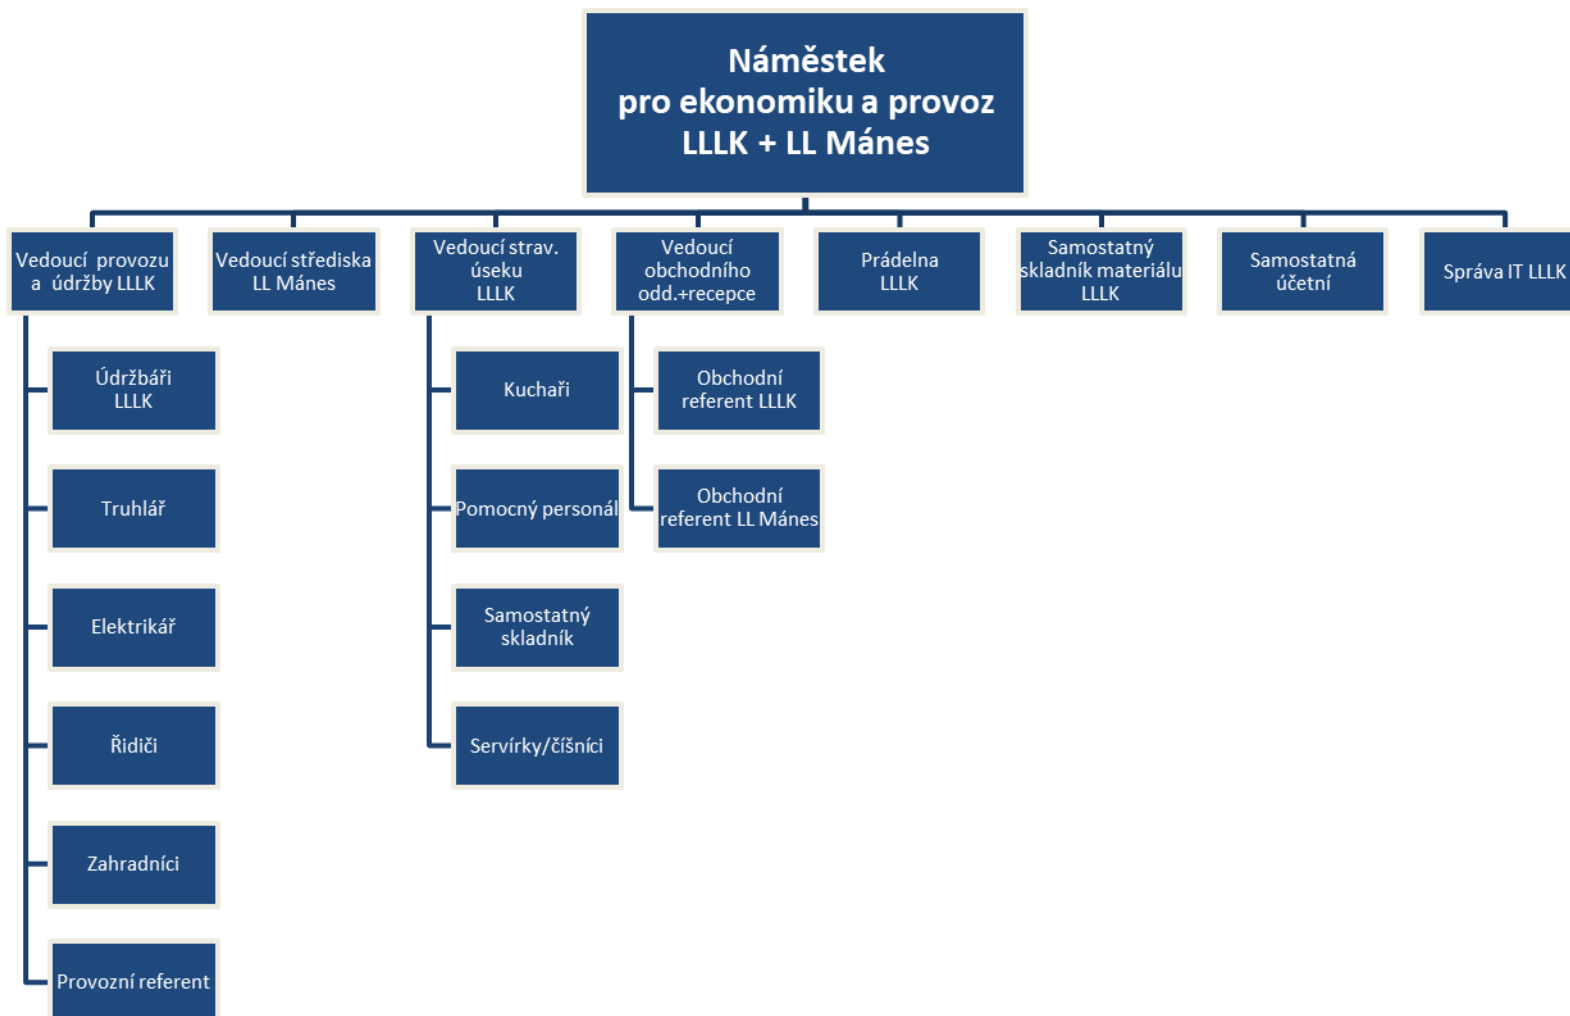 Náměstek
pro ekonomiku a provoz
LLLK + LL Mánes
Vedoucí provozu
a údržby LLLK
Vedoucí střediska
LL Mánes
Vedoucí strav.
úseku
LLLK
Vedoucí
obchodního
odd.+recepce
Prádelna
LLLK
Samostatný
skladník materiálu
LLLK
Samostatná
účetní
Správa IT LLLK
Údržbáři
LLLK
Truhlář
Elektrikář
Řidiči
Zahradníci
Provozní referent
Kuchaři
Pomocný personál
Samostatný
skladník
Servírky/číšníci
Obchodní
referent LLLK
Obchodní
referent LL Mánes